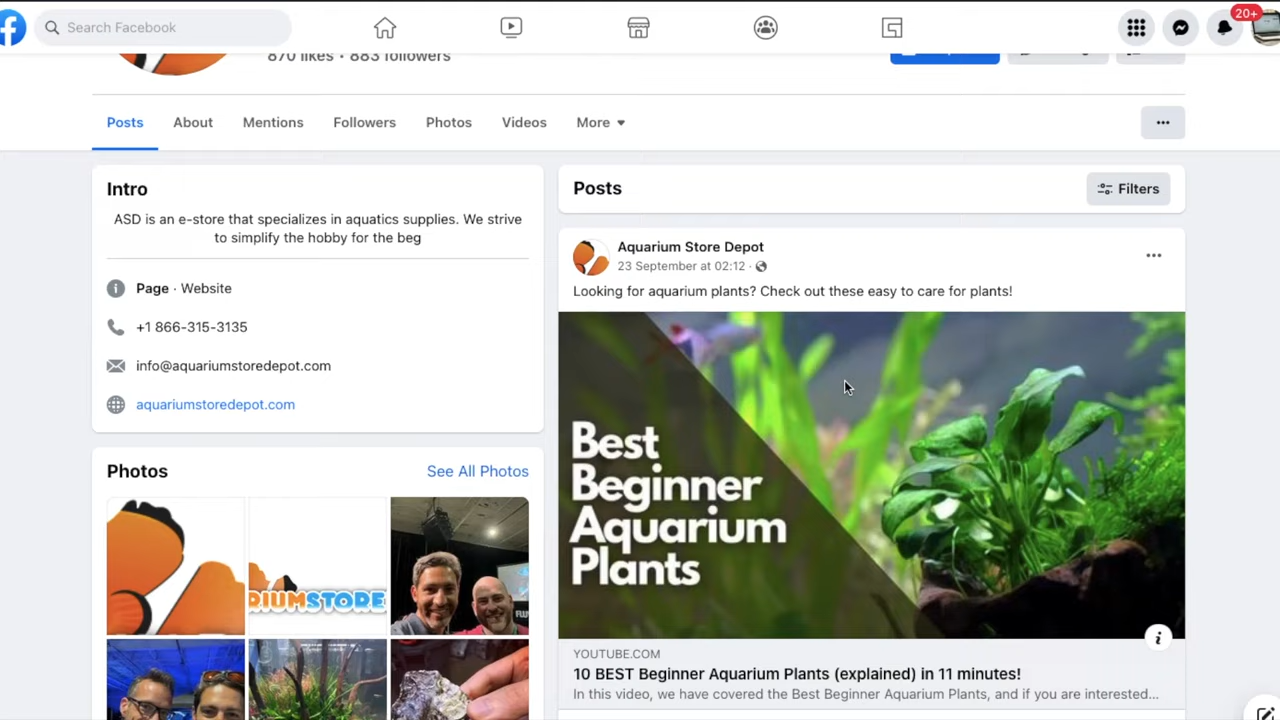 Search Facebook
20+
870 likes · 883 followers
Posts
About
Mentions
Followers
Photos
Videos
More
Intro
ASD is an e-store that specializes in aquatics supplies. We strive
to simplify the hobby for the beg
Page · Website
+1 866-315-3135
info@aquariumstoredepot.com
aquariumstoredepot.com
Photos
See All Photos
RIUMSTORE
Posts
Filters
Aquarium Store Depot
23 September at 02:12 ·
Looking for aquarium plants? Check out these easy to care for plants!
Best
Beginner
Aquarium
Plants
YOUTUBE.COM
10 BEST Beginner Aquarium Plants (explained) in 11 minutes!
In this video, we have covered the Best Beginner Aquarium Plants, and if you are interested...